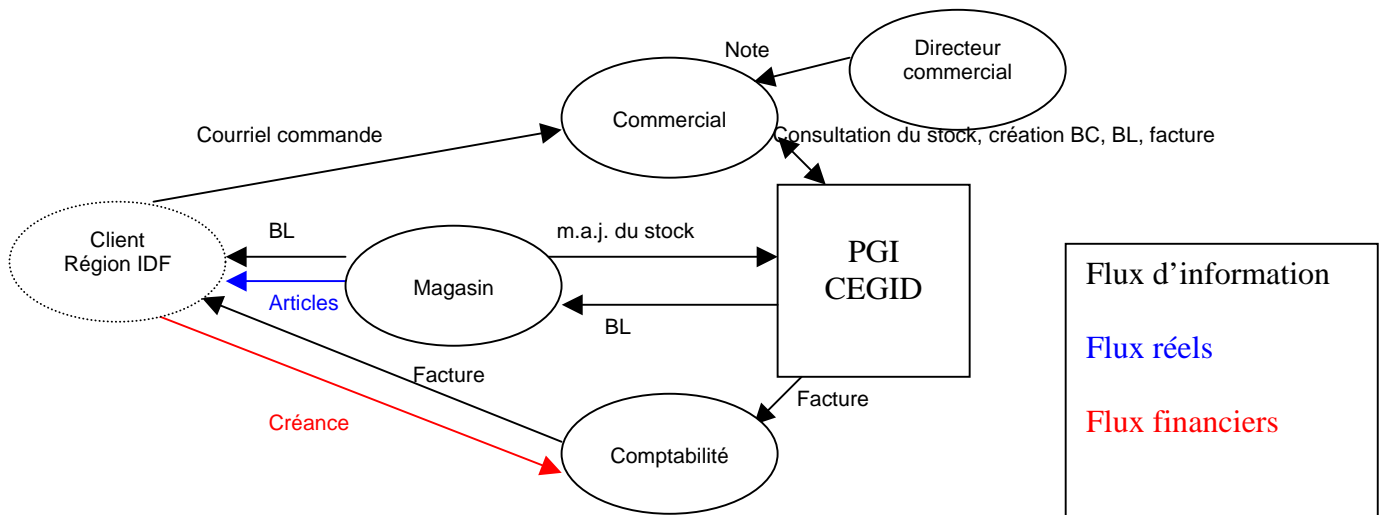 Note
Directeur
commercial
Commercial
Courriel commande
Consultation du stock, création BC, BL, facture
Client
Région IDF
BL
m.a.j. du stock
PGI
CEGID
Magasin
Articles
BL
Facture
Facture
Créance
Comptabilité
Flux d’information
Flux réels
Flux financiers